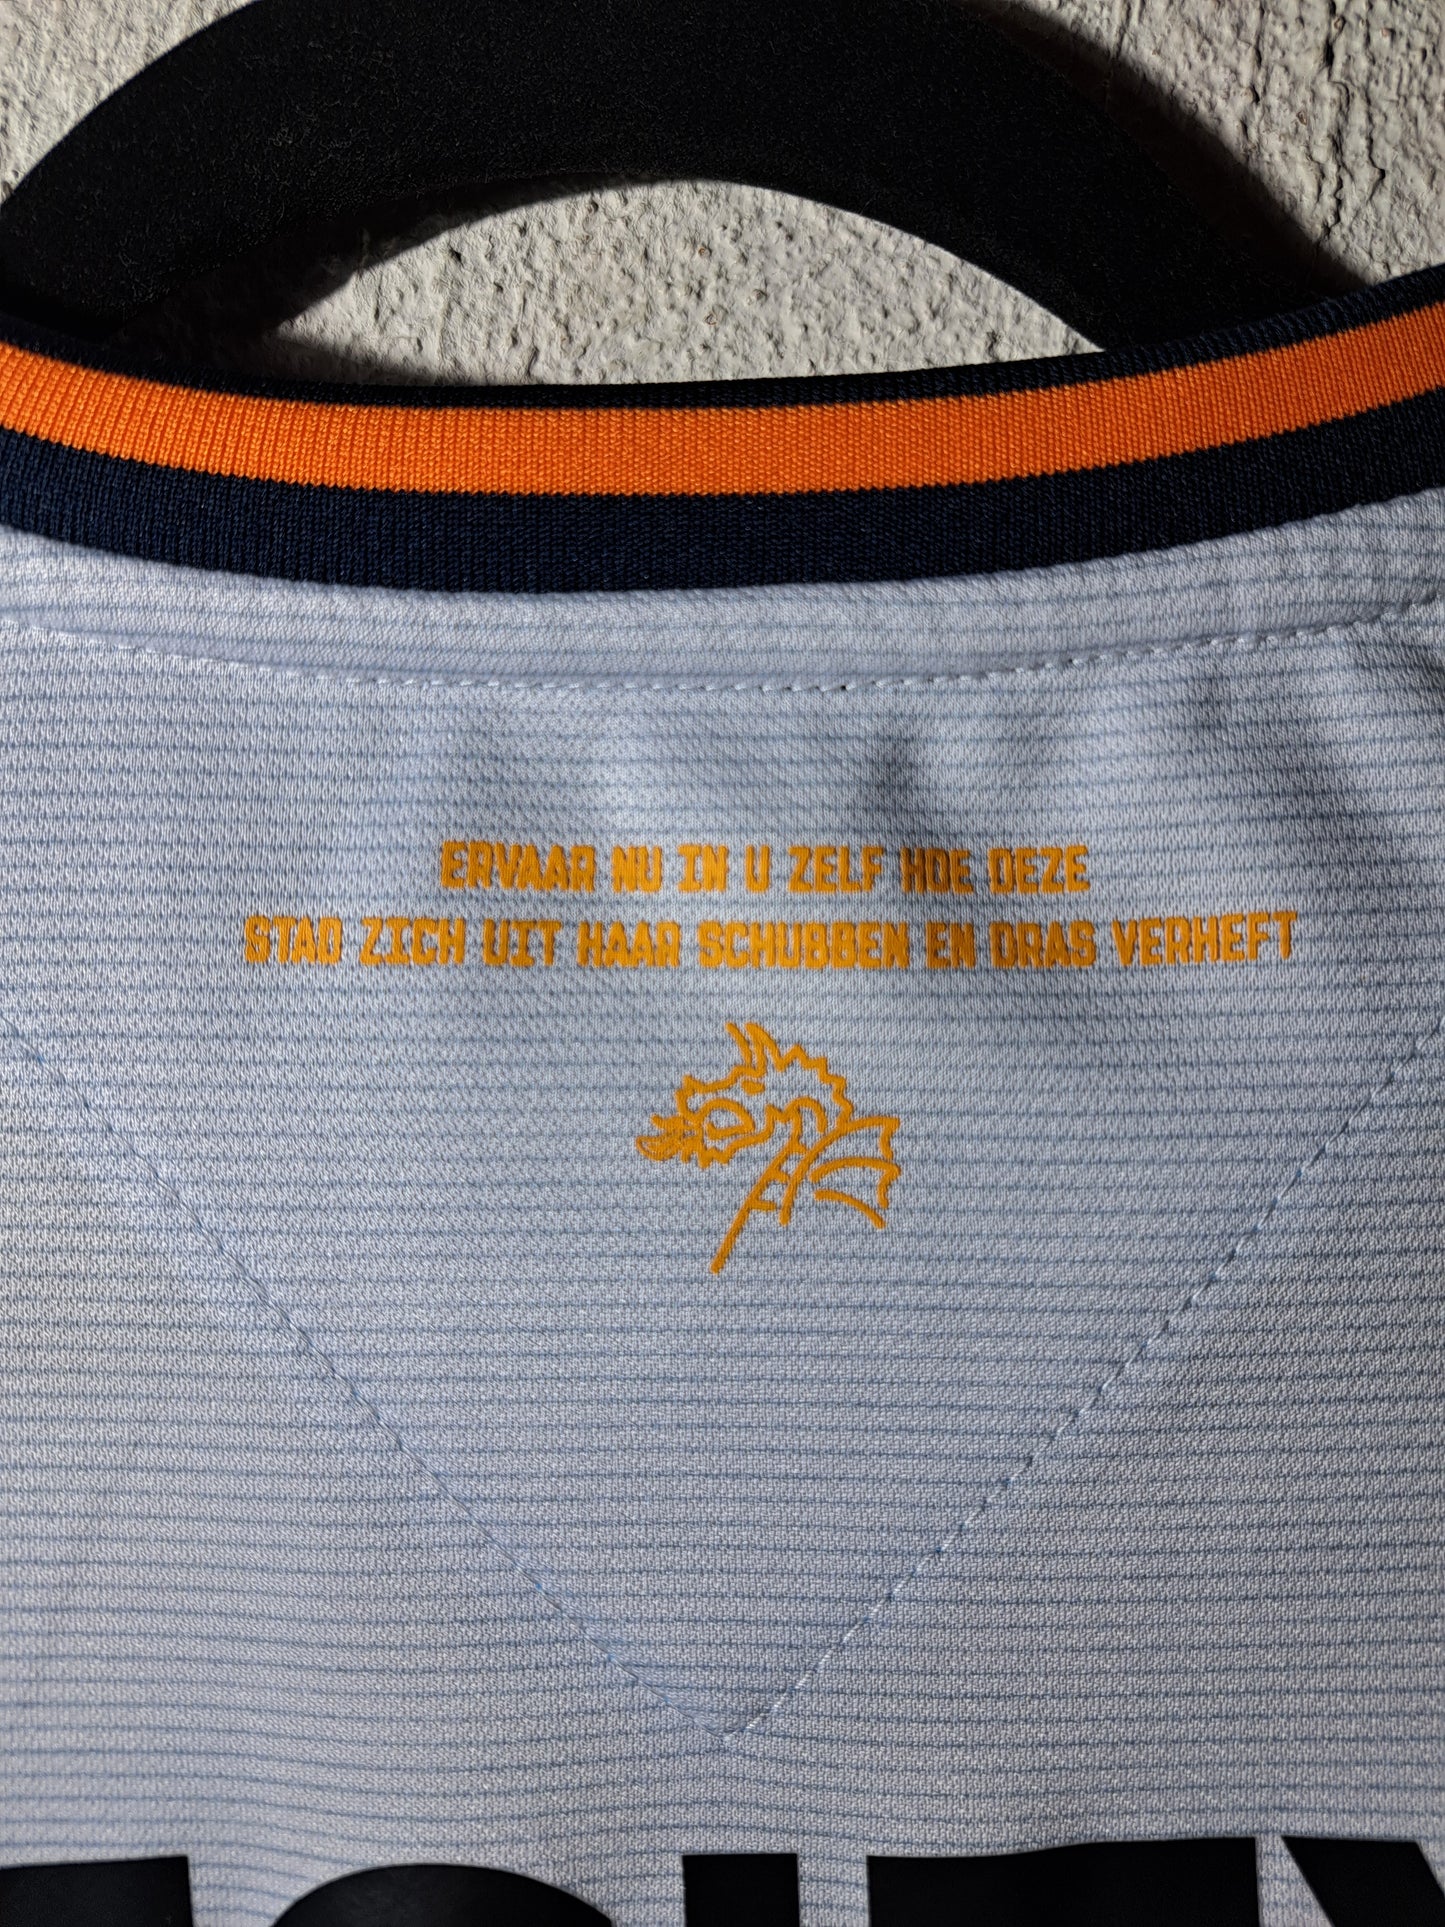 ERVAAR NU IN U ZELF HOE DEZE
STAD ZICH UIT HAAR SCHUBBEN EN DRAS VERHEFT